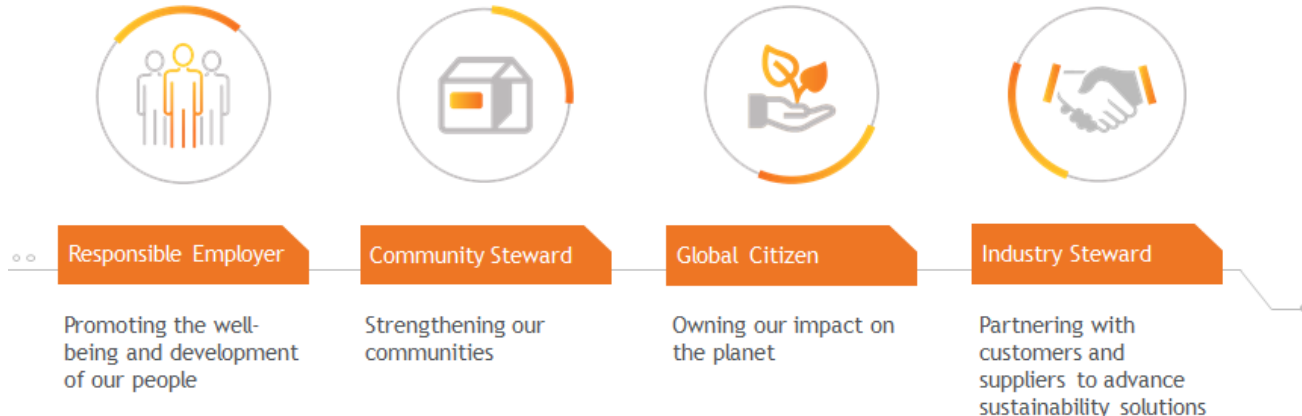 Responsible Employer
Promoting the well-
being and development
of our people
Community Steward
Strengthening our
communities
Global Citizen
Owning our impact on
the planet
Industry Steward
Partnering with
customers and
suppliers to advance
sustainability solutions